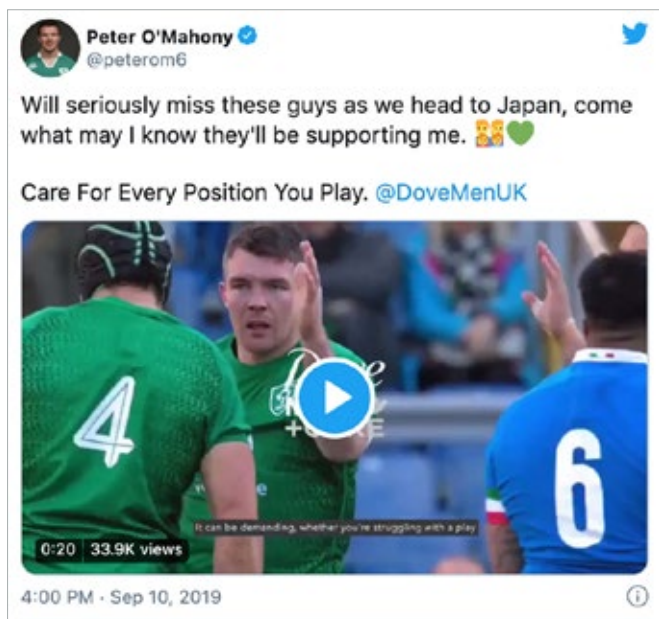 Peter O'Mahony
@peterom6
Will seriously miss these guys as we head to Japan, come
what may I know they'll be supporting me. 👫💚
Care For Every Position You Play. @DoveMenUK
4
Dove
+CARE
6
It can be demanding, whether you're struggling with a play
0:20 33.9K views
4:00 PM · Sep 10, 2019